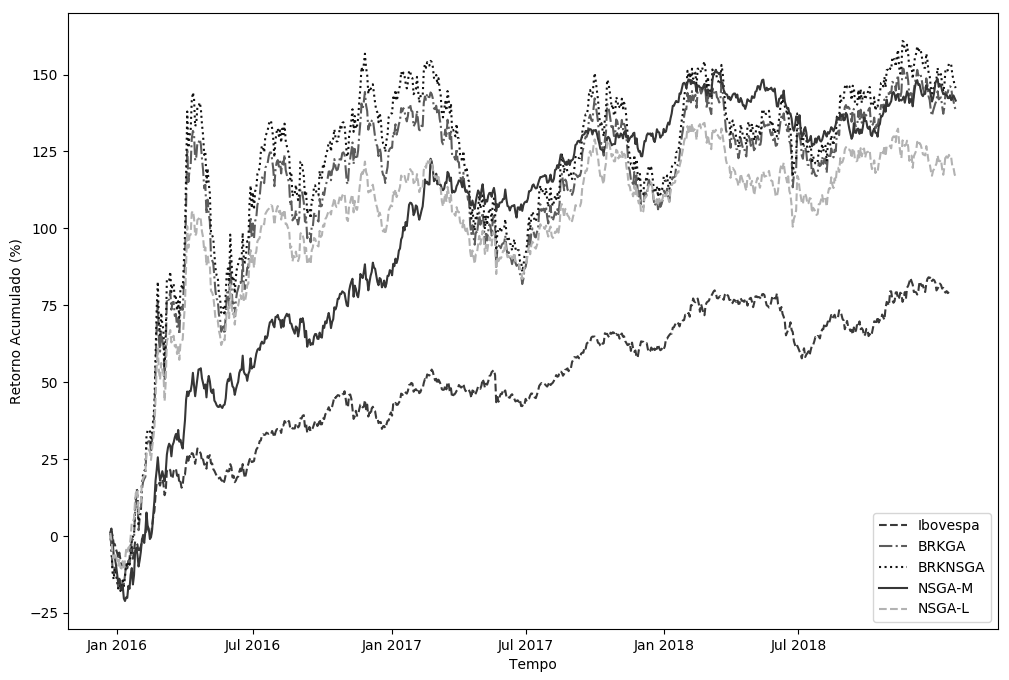 Retorno Acumulado (%)
150
125
100
75
50
25
0
−25
Jan 2016 Jul 2016 Jan 2017 Jul 2017 Jan 2018 Jul 2018
Tempo
Ibovespa
BRKGA
BRKNSGA
NSGA-M
NSGA-L